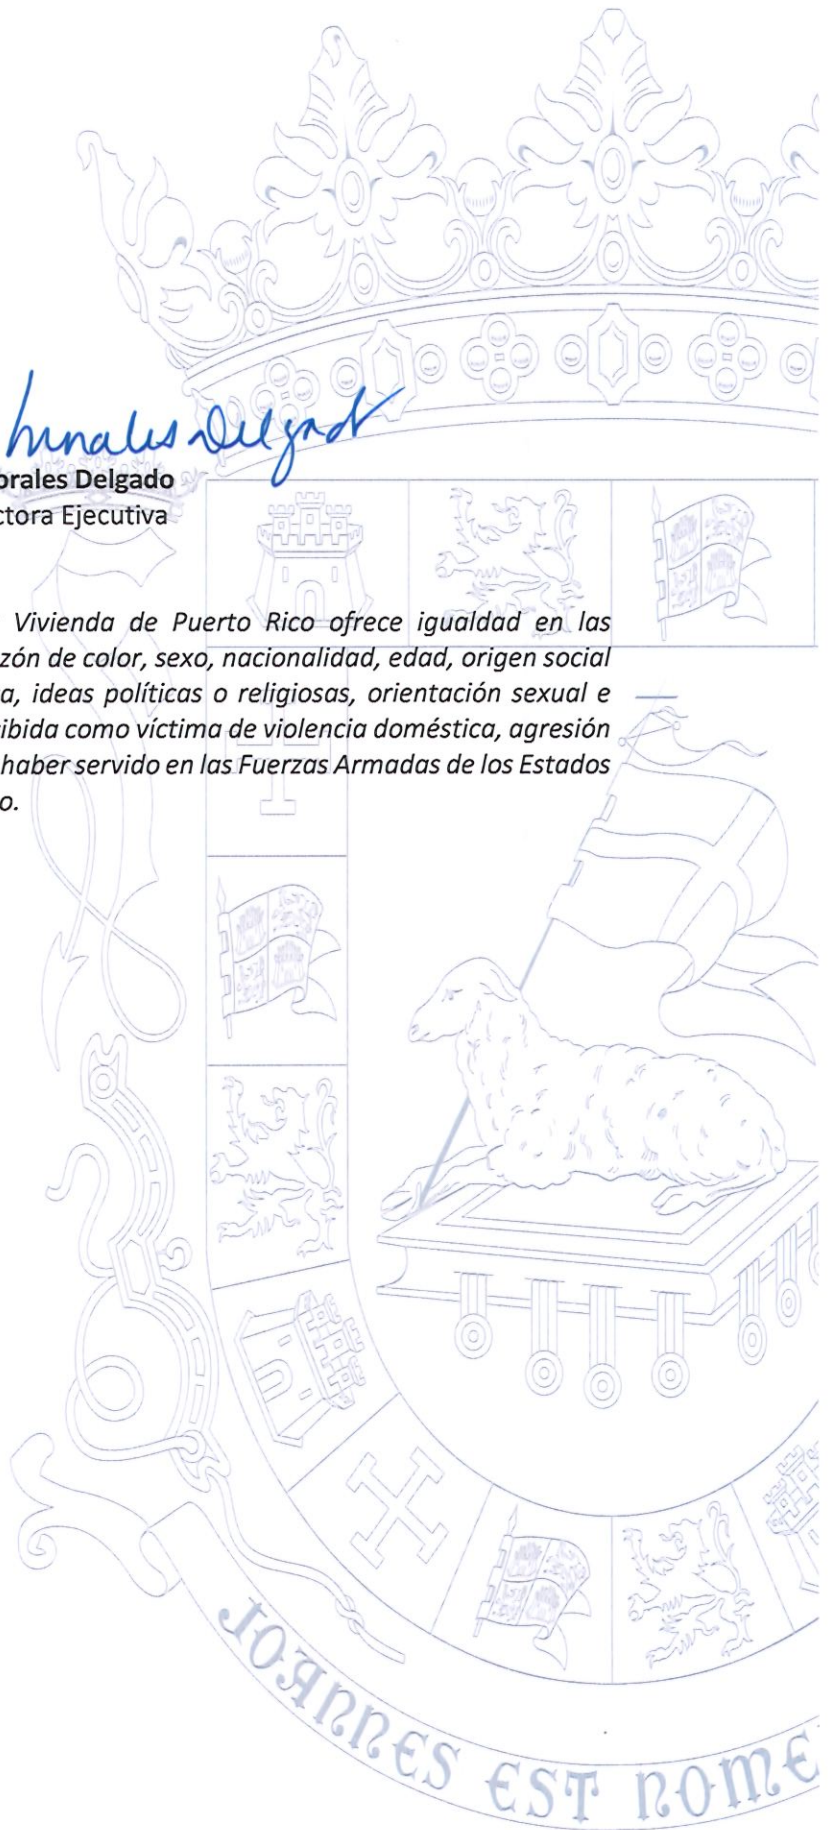 Morales Delgado
orales Delgado
ctora Ejecutiva
Vivienda de Puerto Rico ofrece igualdad en las
zón de color, sexo, nacionalidad, edad, origen social
a, ideas políticas o religiosas, orientación sexual e
ibida como víctima de violencia doméstica, agresión
haber servido en las Fuerzas Armadas de los Estados
o.
JOANNES EST NOME